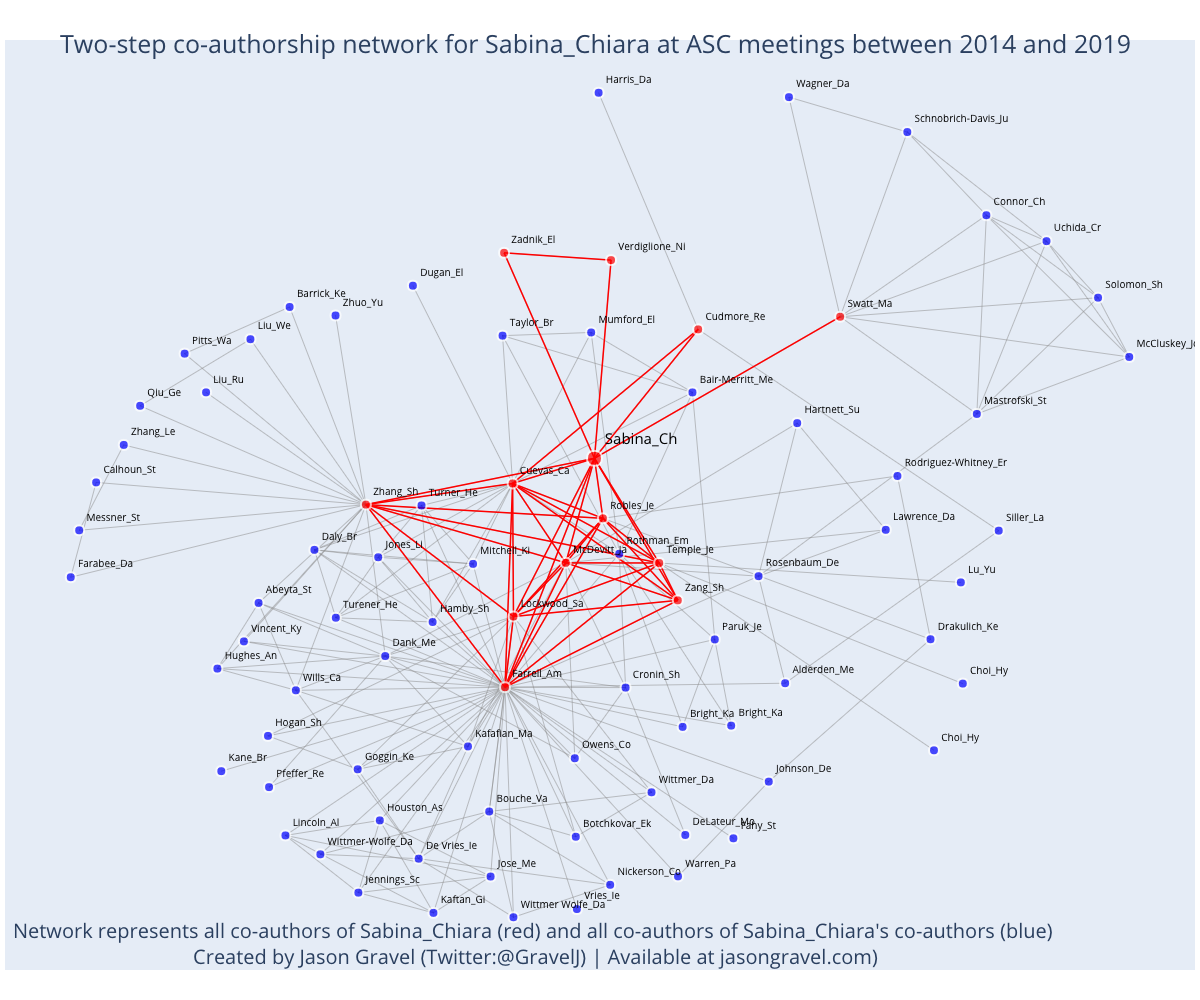 Two-step co-authorship network for Sabina_Chiara at ASC meetings between 2014 and 2019
Harris_Da
Wagner_Da
Schnobrich-Davis_Ju
Connor_Ch
Uchida_Cr
Zadnik_El
Verdiglione_Ni
Dugan_El
Solomon_Sh
Barrick_Ke
Zhuo_Yu
Swatt_Ma
Cudmore_Re
Taylor_Br
Mumford_El
Liu_We
Pitts_Wa
McCluskey_Jo
Bair-Merritt_Me
Liu_Ru
Qiu_Ge
Mastrofski_St
Hartnett_Su
Zhang_Le
Sabina_Ch
Rodriguez-Whitney_Er
Calhoun_St
Cuevas_Ca
Zhang_Sh
Turner_He
Robles_Je
Messner_St
Lawrence_Da
Siller_La
Daly_Br
Jones_Li
Mitchell_Ki
McDevitt_Ja
Rothman_Em
Temple_Je
Farabee_Da
Rosenbaum_De
Lu_Yu
Abeyta_St
Turener_He
Hamby_Sh
Lockwood_Sa
Zang_Sh
Vincent_Ky
Dank_Me
Paruk_Je
Drakulich_Ke
Hughes_An
Wills_Ca
Farrell_Am
Cronin_Sh
Alderden_Me
Choi_Hy
Hogan_Sh
Kafafian_Ma
Bright_Ka
Bright_Ka
Choi_Hy
Kane_Br
Goggin_Ke
Owens_Co
Pfeffer_Re
Wittmer_Da
Johnson_De
Bouche_Va
Houston_As
Lincoln_Al
Botchkovar_Ek
DeLateur_Mo
Fahy_St
Wittmer-Wolfe_Da
De Vries_Ie
Jose_Me
Nickerson_Co
Warren_Pa
Jennings_Sc
Kaftan_Gi
Wittmer Wolfe_Da
Vries_Ie
Network represents all co-authors of Sabina_Chiara (red) and all co-authors of Sabina_Chiara's co-authors (blue)
Created by Jason Gravel (Twitter:@GravelJ) | Available at jasongravel.com)